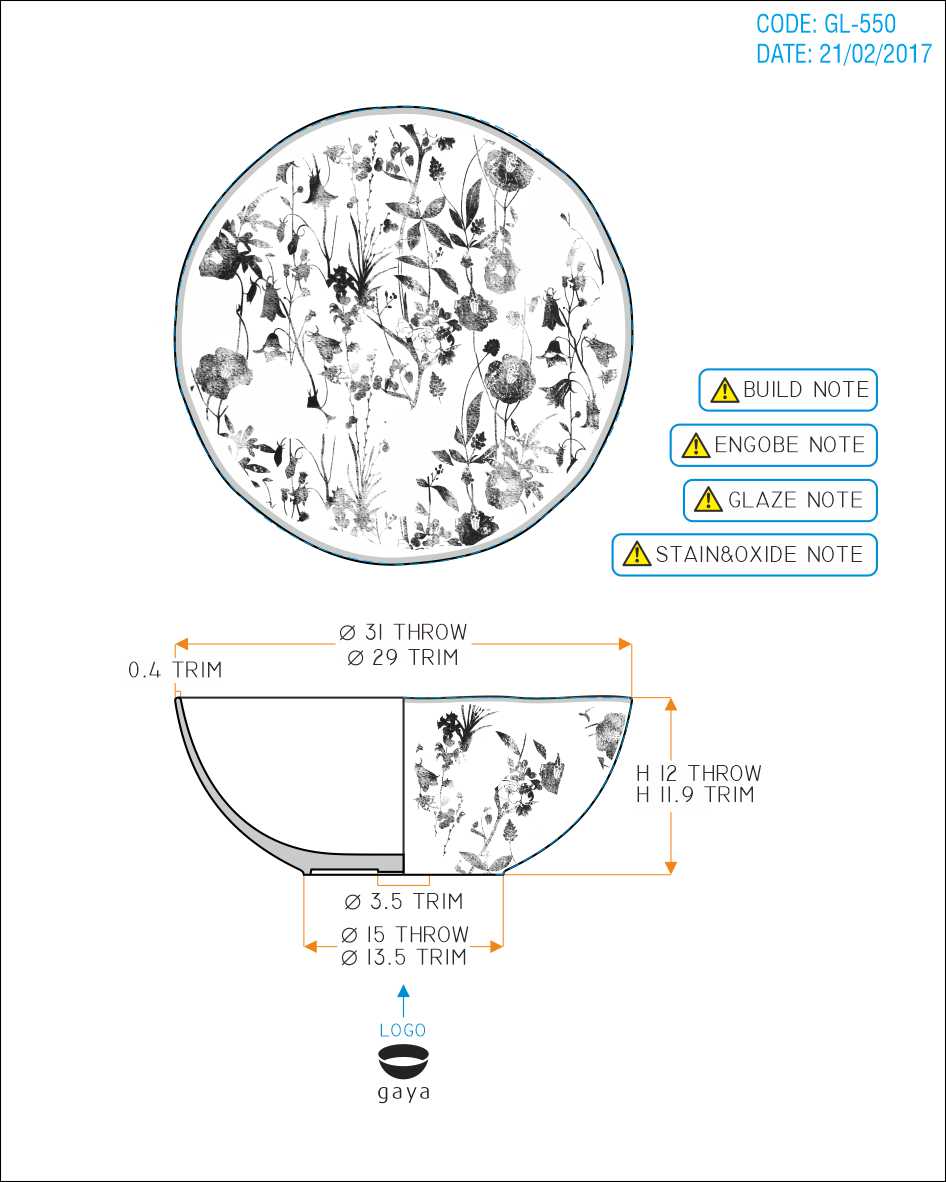 CODE: GL-550
DATE: 21/02/2017
BUILD NOTE
ENGOBE NOTE
GLAZE NOTE
STAIN&OXIDE NOTE
Ø 31 THROW
Ø 29 TRIM
0.4 TRIM
H 12 THROW
H 11.9 TRIM
Ø 3.5 TRIM
Ø 15 THROW
Ø 13.5 TRIM
LOGO
gaya